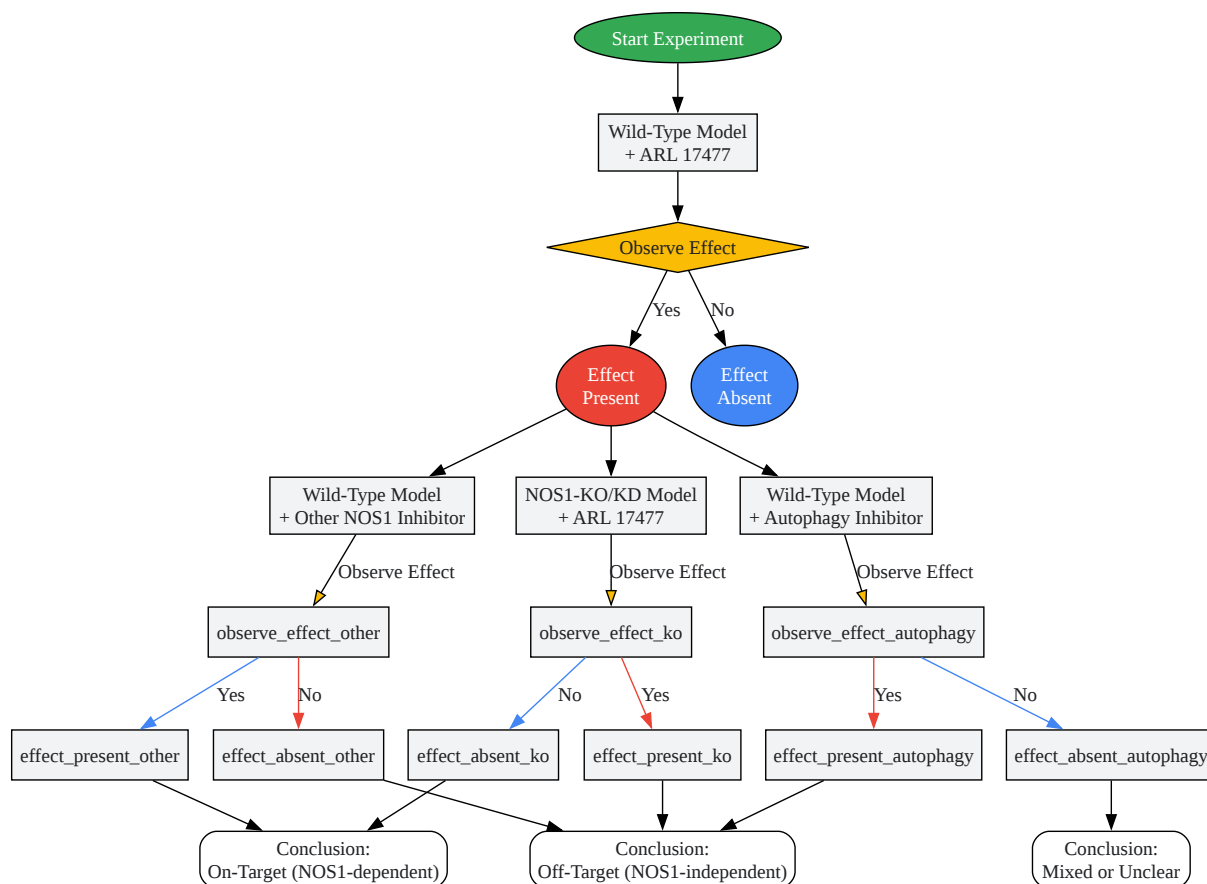 Start Experiment
Wild-Type Model
+ ARL 17477
Observe Effect
Yes
No
Effect
Present
Effect
Absent
Wild-Type Model
+ Other NOS1 Inhibitor
NOS1-KO/KD Model
+ ARL 17477
Wild-Type Model
+ Autophagy Inhibitor
Observe Effect
Observe Effect
Observe Effect
observe_effect_other
observe_effect_ko
observe_effect_autophagy
Yes
No
No
Yes
Yes
No
effect_present_other
effect_absent_other
effect_absent_ko
effect_present_ko
effect_present_autophagy
effect_absent_autophagy
Conclusion:
On-Target (NOS1-dependent)
Conclusion:
Off-Target (NOS1-independent)
Conclusion:
Mixed or Unclear